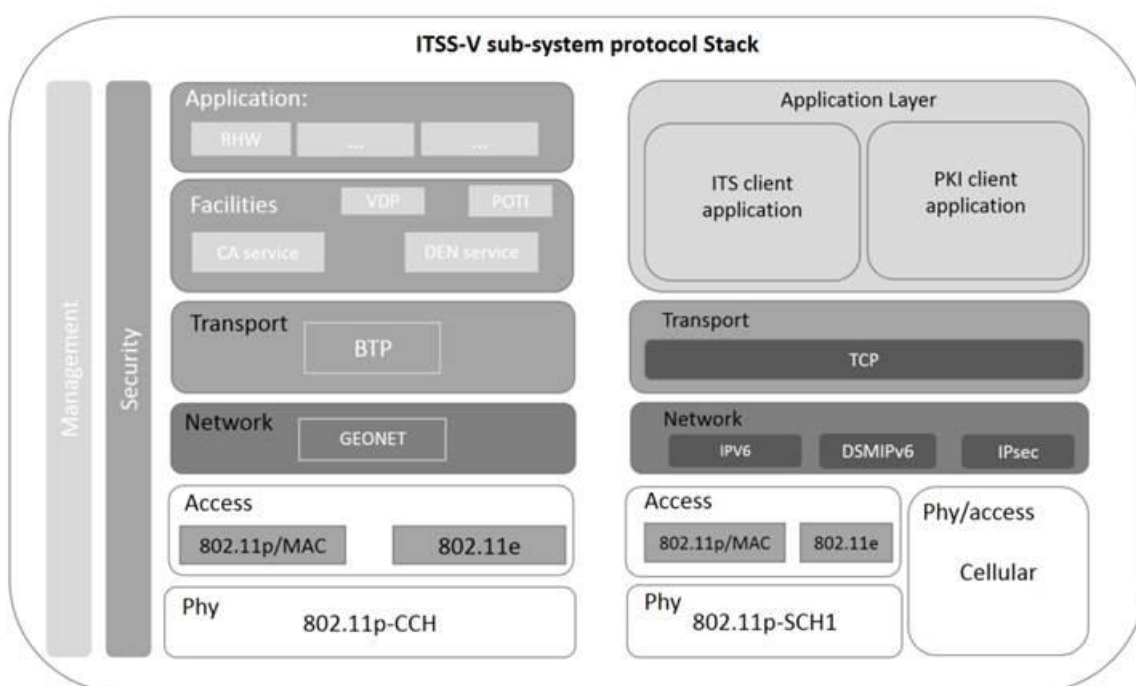 ITSS-V sub-system protocol Stack
Management
Security
Application:
RHW
...
...
Facilities
VDP
POTI
CA service
DEN service
Transport
BTP
Network
GEONET
Access
802.11p/MAC
802.11e
Phy
802.11p-CCH
Application Layer
ITS client
application
PKI client
application
Transport
TCP
Network
IPV6
DSMIPv6
IPsec
Access
802.11p/MAC
802.11e
Phy
802.11p-SCH1
Phy/access
Cellular